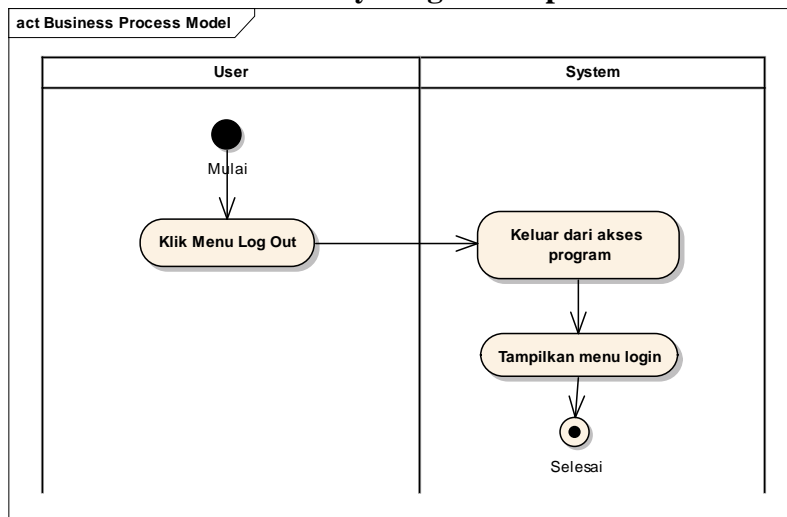 act Business Process Model
User
System
Mulai
Klik Menu Log Out
Keluar dari akses
program
Tampilkan menu login
Selesai